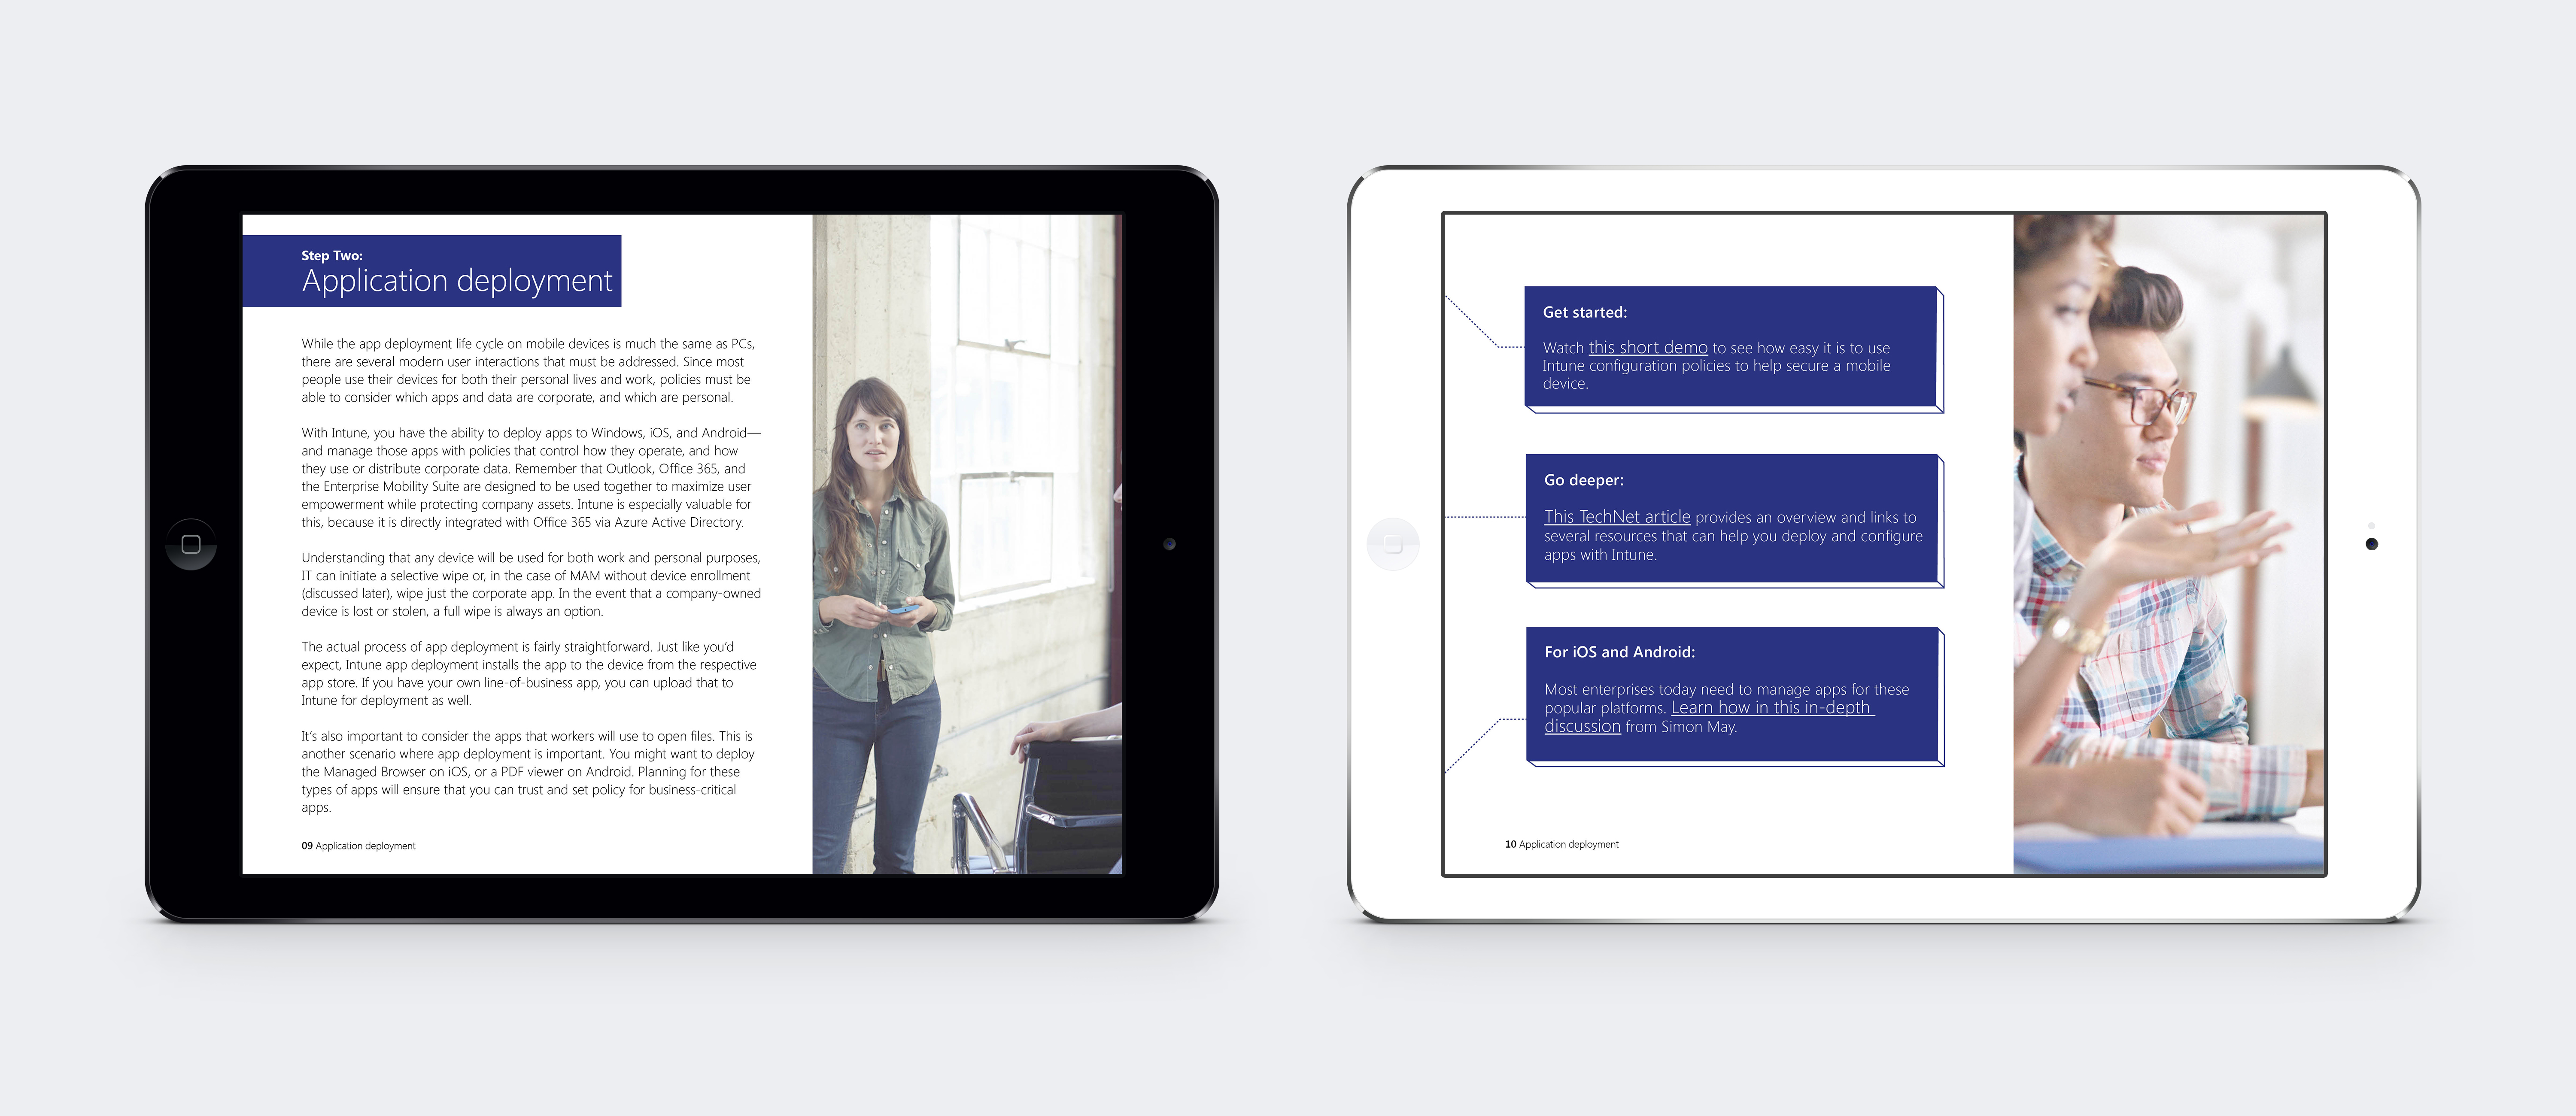 Step Two:
Application deployment
While the app deployment life cycle on mobile devices is much the same as PCs,
there are several modern user interactions that must be addressed. Since most
people use their devices for both their personal lives and work, policies must be
able to consider which apps and data are corporate, and which are personal.
With Intune, you have the ability to deploy apps to Windows, iOS, and Android—
and manage those apps with policies that control how they operate, and how
they use or distribute corporate data. Remember that Outlook, Office 365, and
the Enterprise Mobility Suite are designed to be used together to maximize user
empowerment while protecting company assets. Intune is especially valuable for
this, because it is directly integrated with Office 365 via Azure Active Directory.
Understanding that any device will be used for both work and personal purposes,
IT can initiate a selective wipe or, in the case of MAM without device enrollment
(discussed later), wipe just the corporate app. In the event that a company-owned
device is lost or stolen, a full wipe is always an option.
The actual process of app deployment is fairly straightforward. Just like you’d
expect, Intune app deployment installs the app to the device from the respective
app store. If you have your own line-of-business app, you can upload that to
Intune for deployment as well.
It’s also important to consider the apps that workers will use to open files. This is
another scenario where app deployment is important. You might want to deploy
the Managed Browser on iOS, or a PDF viewer on Android. Planning for these
types of apps will ensure that you can trust and set policy for business-critical
apps.
09 Application deployment
Get started:
Watch this short demo to see how easy it is to use
Intune configuration policies to help secure a mobile
device.
Go deeper:
This TechNet article provides an overview and links to
several resources that can help you deploy and configure
apps with Intune.
For iOS and Android:
Most enterprises today need to manage apps for these
popular platforms. Learn how in this in-depth
discussion from Simon May.
10 Application deployment